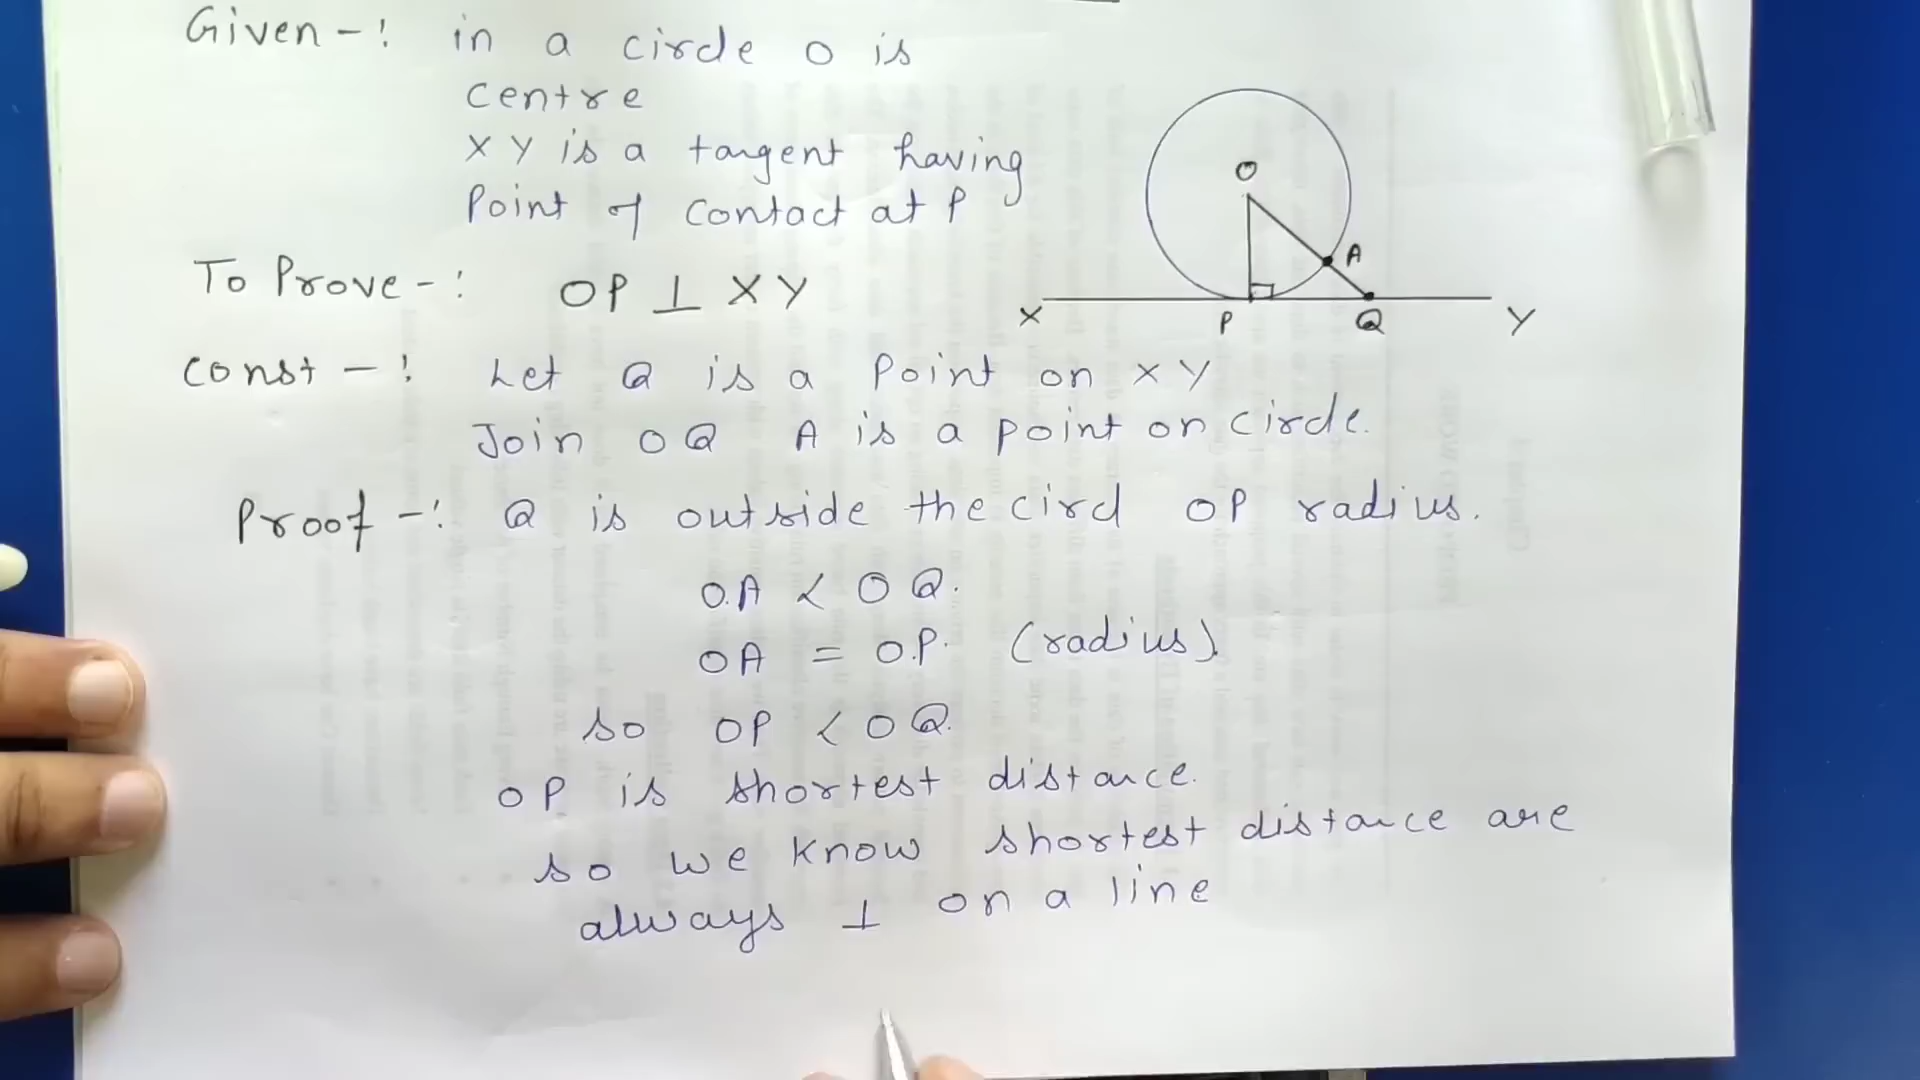 Given -: in a circle O is
centre
XY is a tangent having
Point of contact at P
To Prove -: OP ⊥ XY
O
A
X P Q Y
Const -: Let Q is a Point on XY
Join OQ A is a point on circle.
Proof -: Q is outside the circl OP radius.
OA < OQ.
OA = OP. (radius)
so OP < OQ.
OP is shortest distance.
so we know shortest distance are
always ⊥ on a line